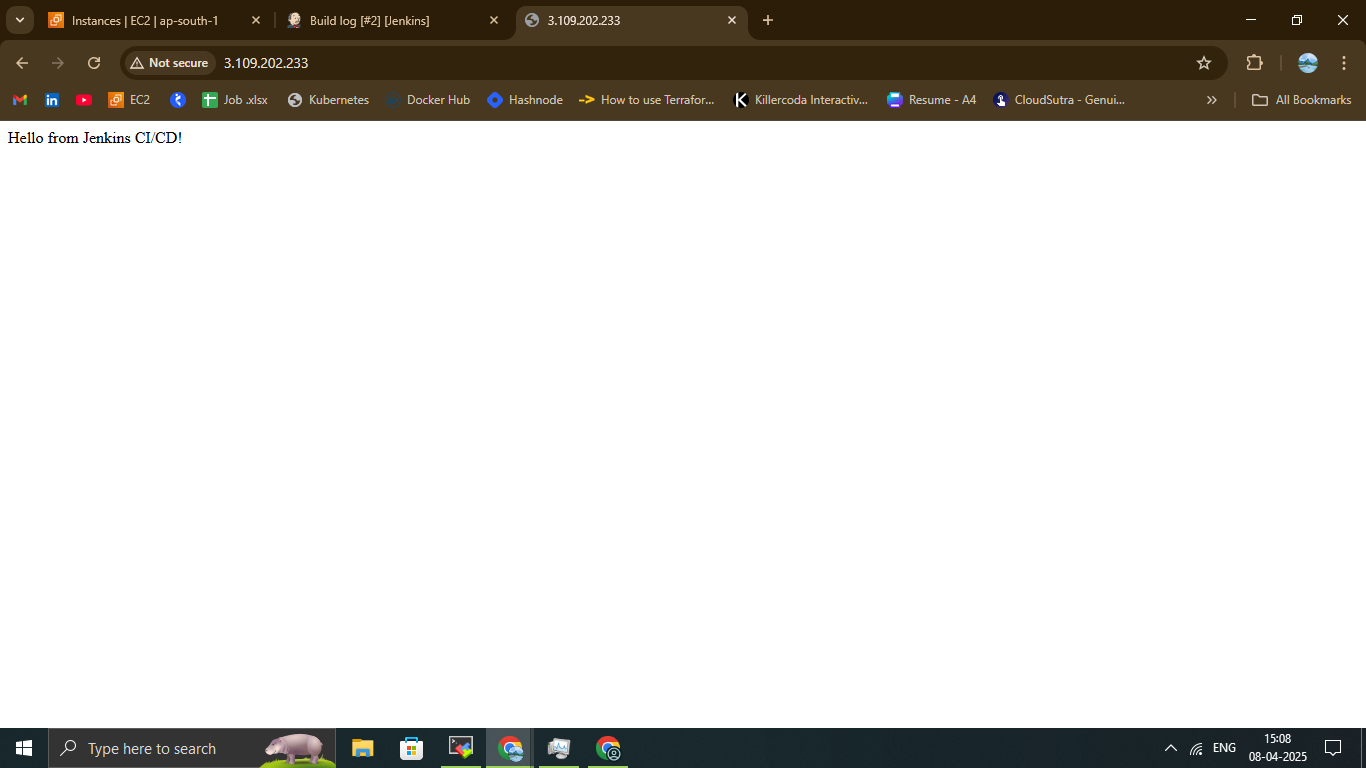 Instances | EC2 | ap-south-1
Build log [#2] [Jenkins]
3.109.202.233
Not secure
3.109.202.233
EC2
Job .xlsx
Kubernetes
Docker Hub
Hashnode
How to use Terrafor...
Killercoda Interactiv...
Resume - A4
CloudSutra - Genui...
All Bookmarks
Hello from Jenkins CI/CD!
Type here to search
ENG
15:08
08-04-2025